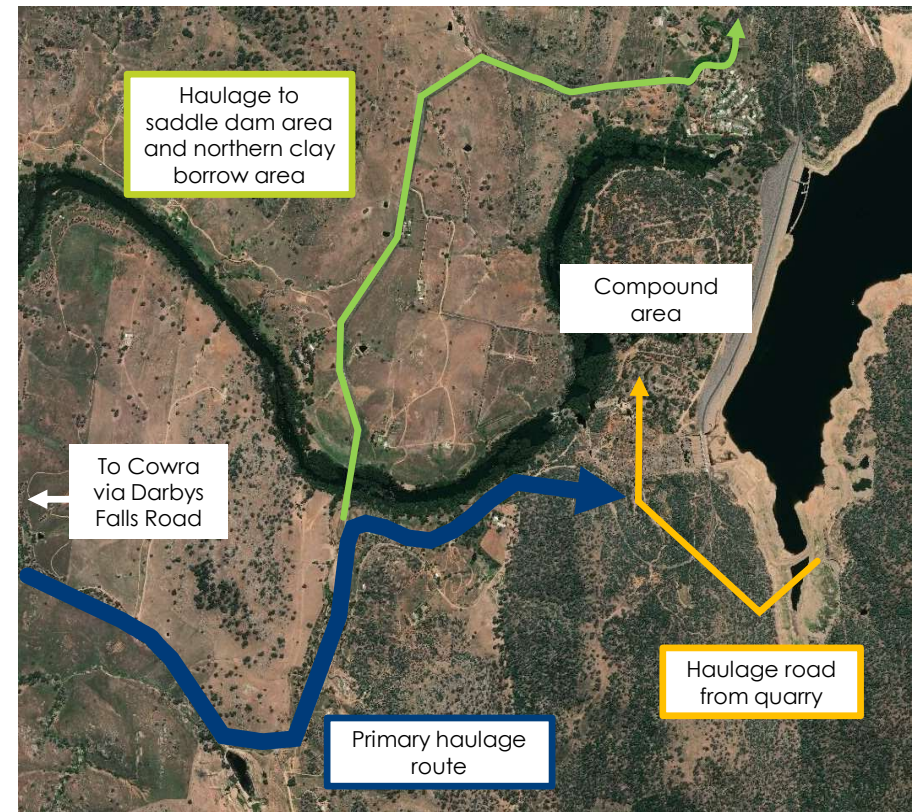 Haulage to
saddle dam area
and northern clay
borrow area
Compound
area
To Cowra
via Darbys
Falls Road
Haulage road
from quarry
Primary haulage
route